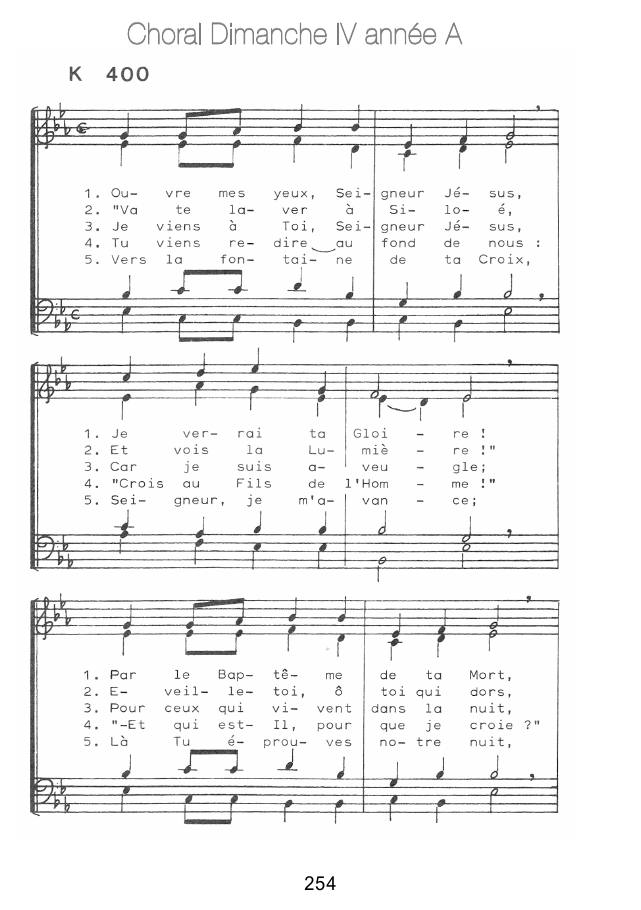 Choral Dimanche IV année A
K 400
1. Ou- vre mes yeux, Sei- gneur Jé- sus,
2. "Va te la- ver à Si- lo- é,
3. Je viens à Toi, Sei- gneur Jé- sus,
4. Tu viens re- dire au fond de nous :
5. Vers la fon- tai- ne de ta Croix,
1. Je ver- rai ta Gloi - re !
2. Et vois la Lu- miè - re !"
3. Car je suis a- veu - gle;
4. "Crois au Fils de l'Hom - me !"
5. Sei- gneur, je m'a- van - ce;
1. Par le Bap- tê- me de ta Mort,
2. E- veil- le- toi, ô toi qui dors,
3. Pour ceux qui vi- vent dans la nuit,
4. "-Et qui est- Il, pour que je croie ?"
5. Là Tu é- prou- ves no- tre nuit,
254